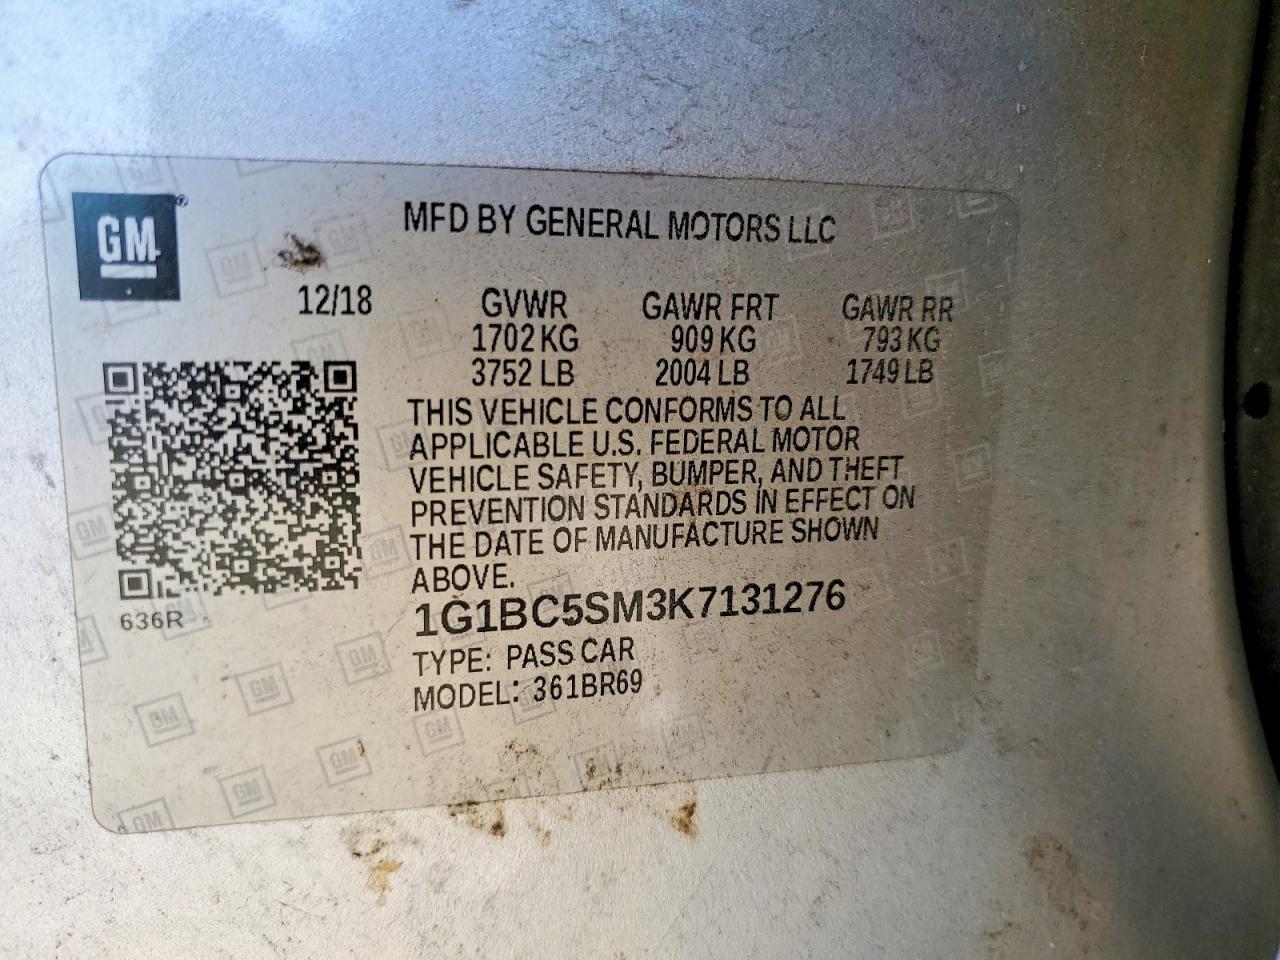 GM
MFD BY GENERAL MOTORS LLC
12/18 GVWR GAWR FRT GAWR RR
1702 KG 909 KG 793 KG
3752 LB 2004 LB 1749 LB
THIS VEHICLE CONFORMS TO ALL
APPLICABLE U.S. FEDERAL MOTOR
VEHICLE SAFETY, BUMPER, AND THEFT
PREVENTION STANDARDS IN EFFECT ON
THE DATE OF MANUFACTURE SHOWN
ABOVE.
636R
1G1BC5SM3K7131276
TYPE: PASS CAR
MODEL: 361BR69